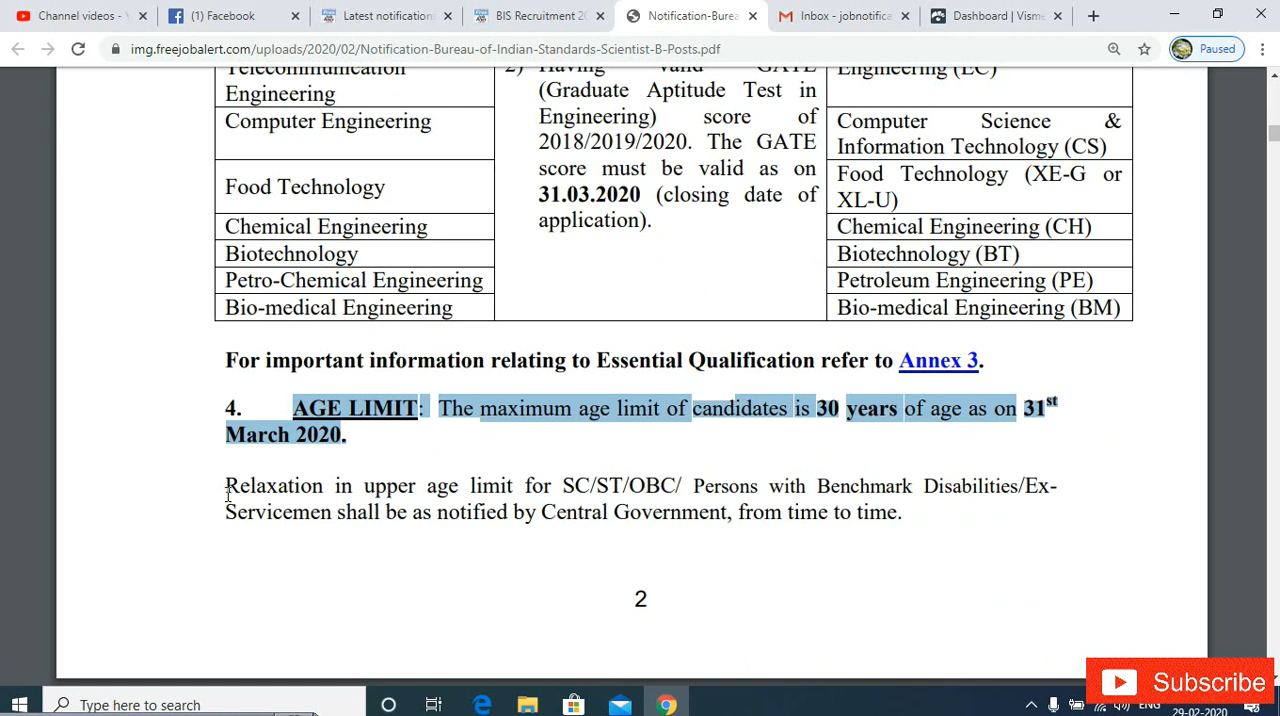 Channel videos -
(1) Facebook
Latest notification
BIS Recruitment 20
Notification-Burea
Inbox - jobnotifica
Dashboard | Visme
img.freejobalert.com/uploads/2020/02/Notification-Bureau-of-Indian-Standards-Scientist-B-Posts.pdf
Paused
Telecommunication
Engineering
Computer Engineering
Food Technology
Chemical Engineering
Biotechnology
Petro-Chemical Engineering
Bio-medical Engineering
2) Having valid GATE
(Graduate Aptitude Test in
Engineering) score of
2018/2019/2020. The GATE
score must be valid as on
31.03.2020 (closing date of
application).
Engineering (EC)
Computer Science &
Information Technology (CS)
Food Technology (XE-G or
XL-U)
Chemical Engineering (CH)
Biotechnology (BT)
Petroleum Engineering (PE)
Bio-medical Engineering (BM)
For important information relating to Essential Qualification refer to Annex 3.
4. AGE LIMIT: The maximum age limit of candidates is 30 years of age as on 31st
March 2020.
Relaxation in upper age limit for SC/ST/OBC/ Persons with Benchmark Disabilities/Ex-
Servicemen shall be as notified by Central Government, from time to time.
2
Subscribe
Type here to search
ENG
29-02-2020